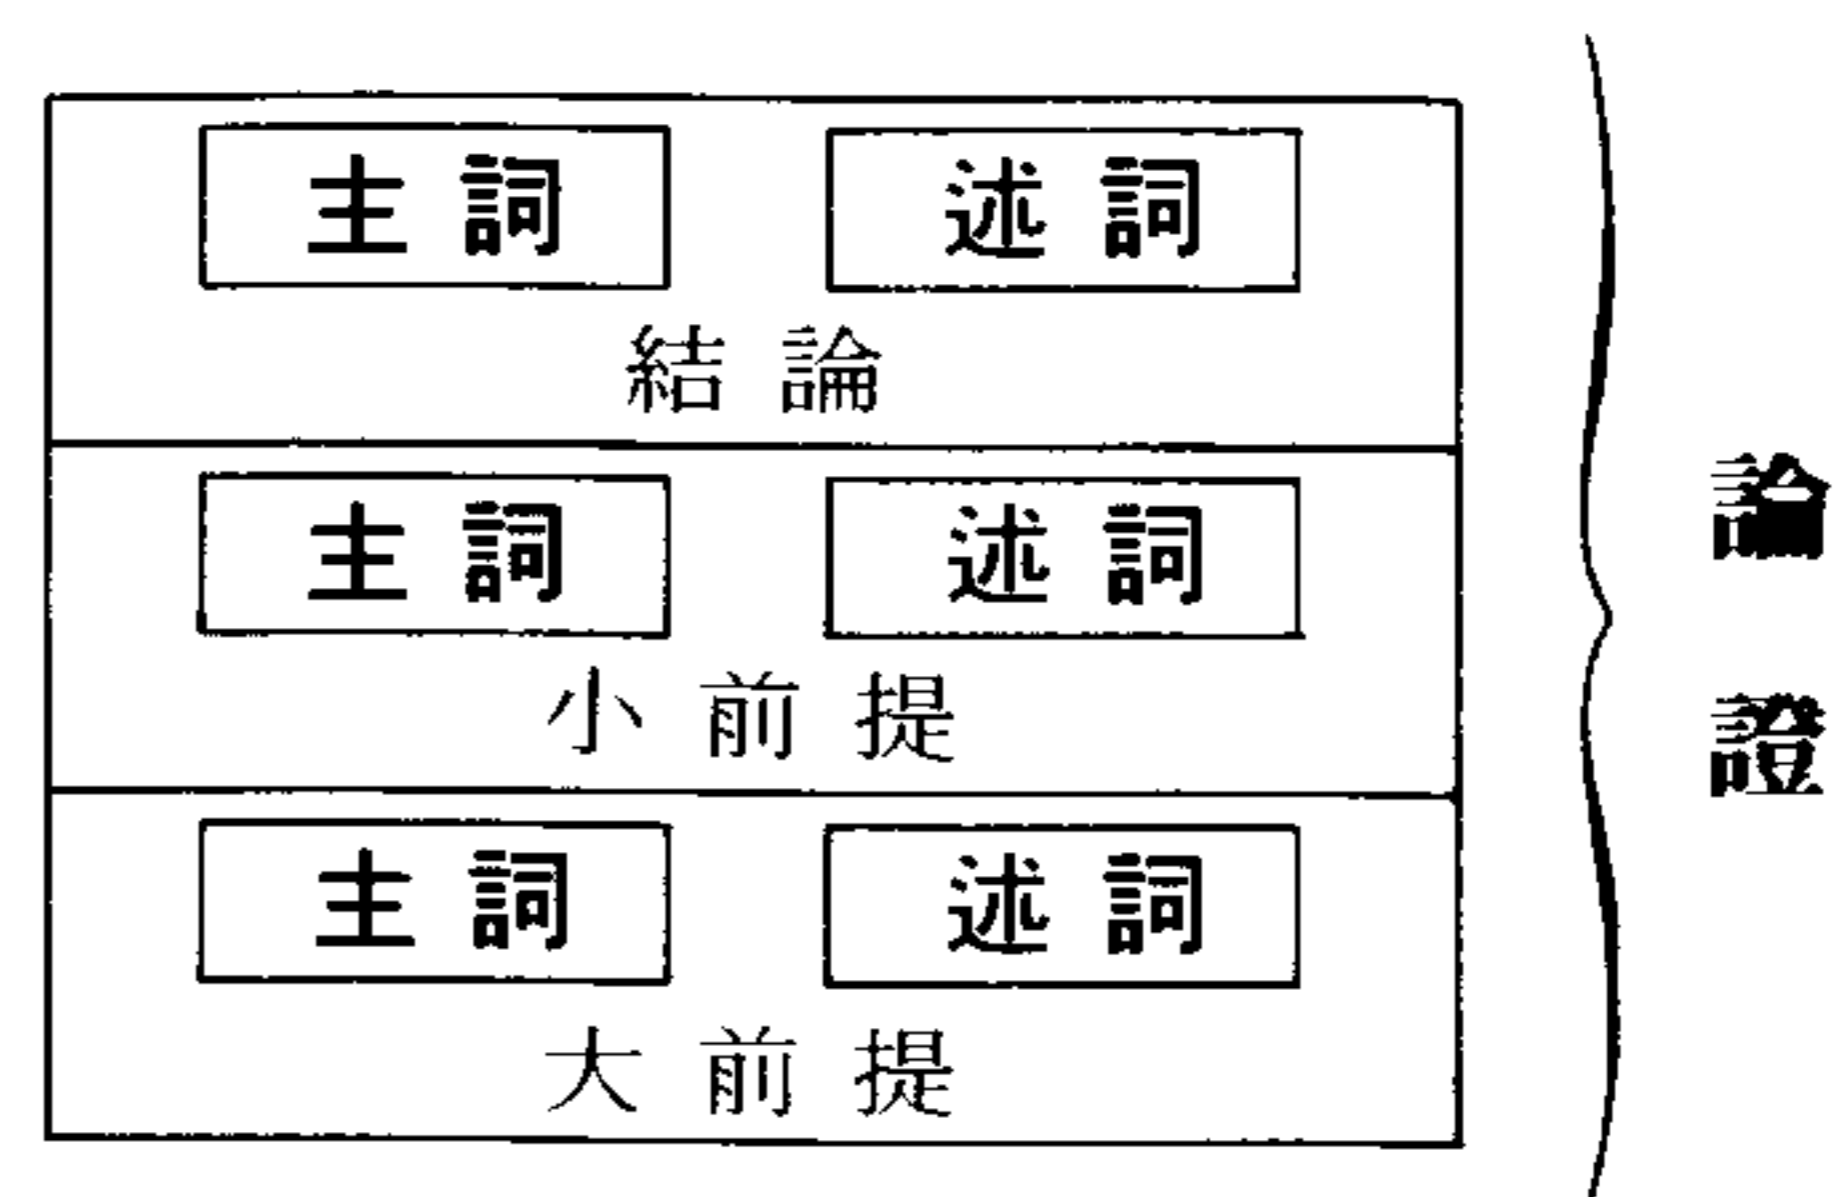 主詞 述詞
結論
主詞 述詞
小前提
主詞 述詞
大前提
論證